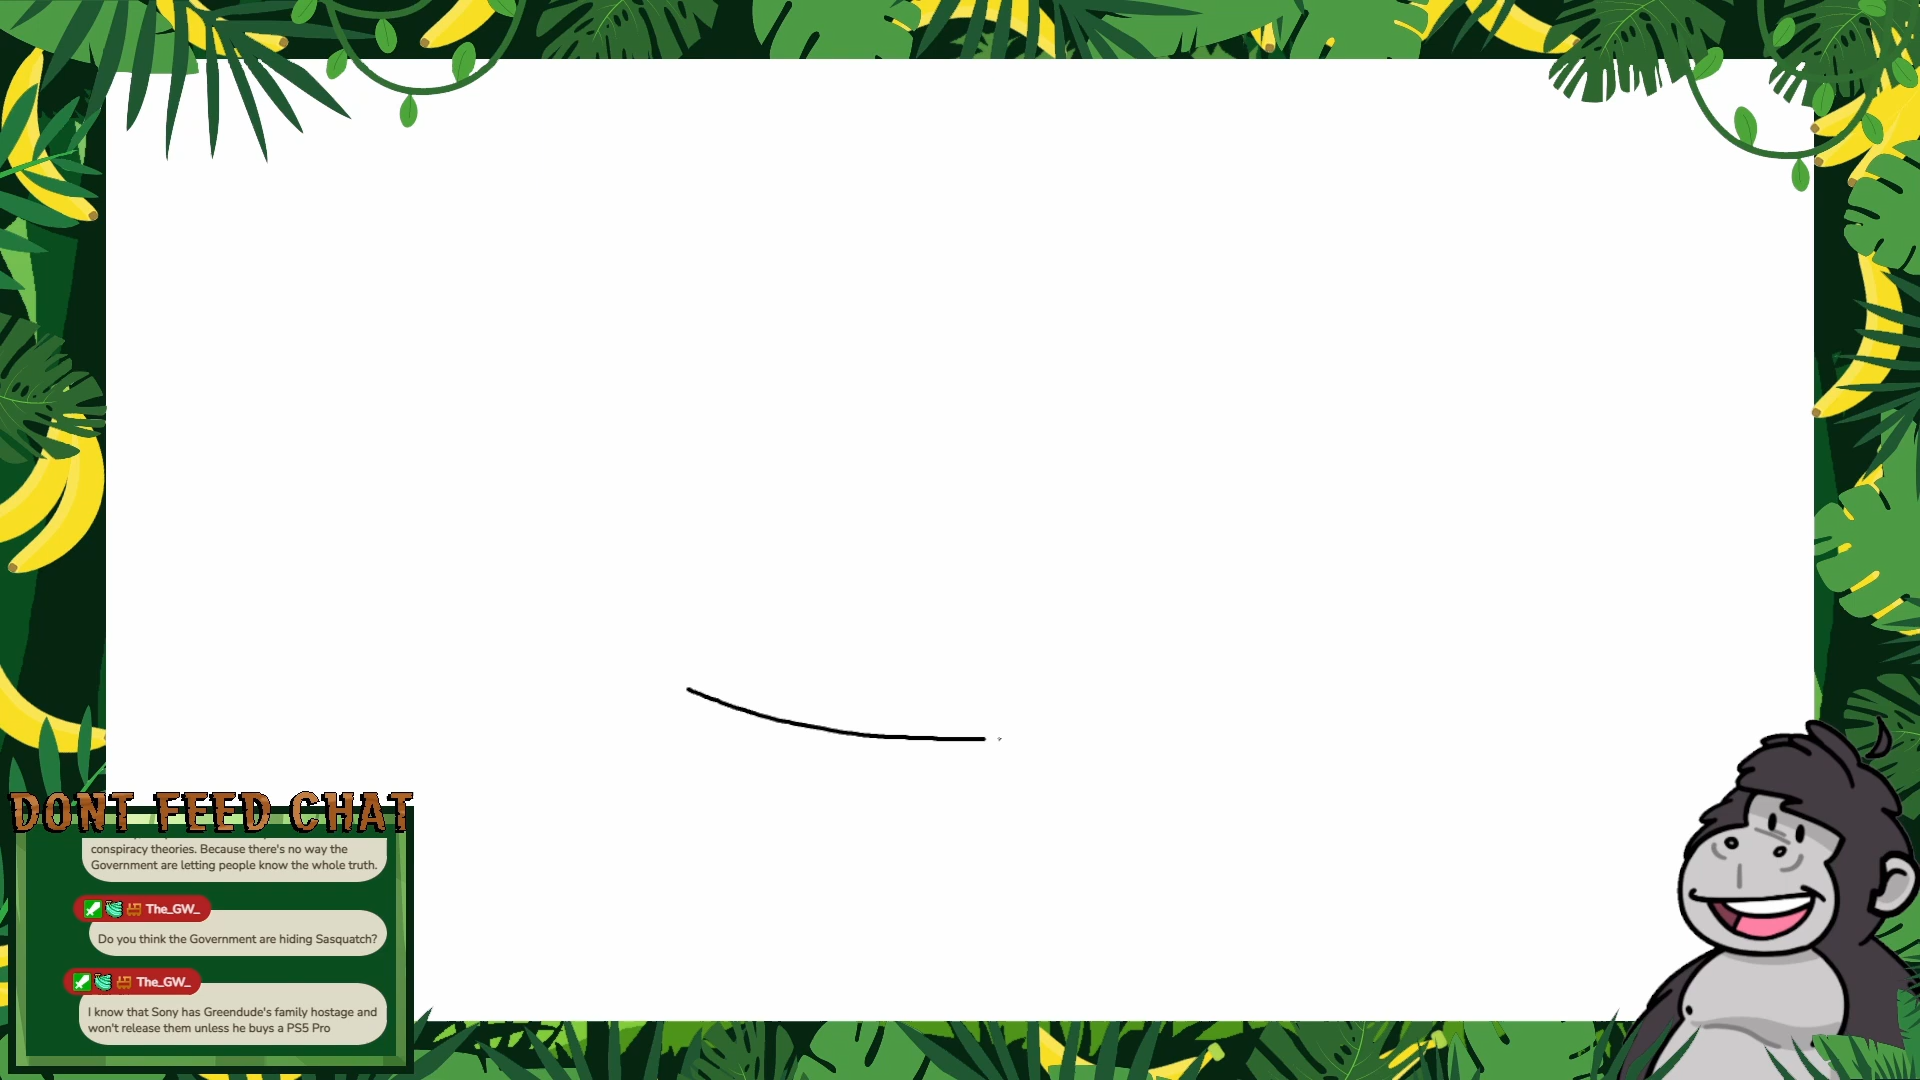 DONT FEED CHAT
conspiracy theories. Because there's no way the
Government are letting people know the whole truth.
The_GW_
Do you think the Government are hiding Sasquatch?
The_GW_
I know that Sony has Greendude's family hostage and
won't release them unless he buys a PS5 Pro